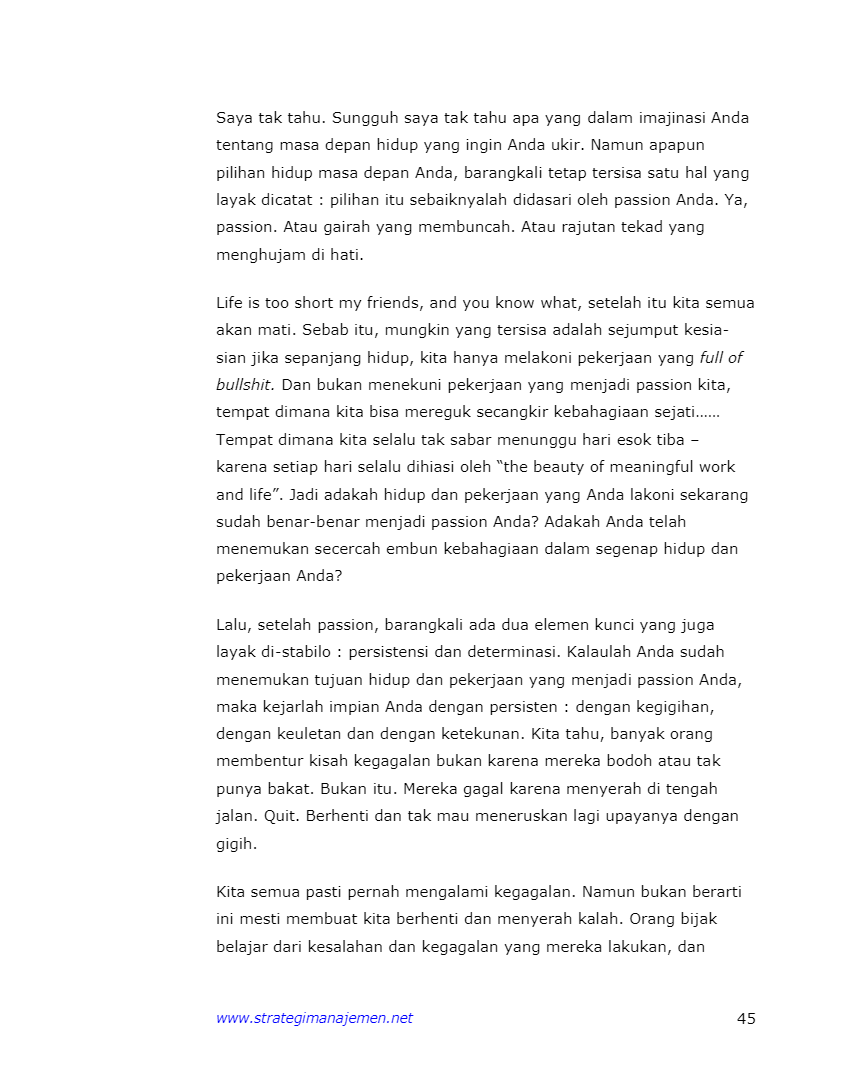 Saya tak tahu. Sungguh saya tak tahu apa yang dalam imajinasi Anda
tentang masa depan hidup yang ingin Anda ukir. Namun apapun
pilihan hidup masa depan Anda, barangkali tetap tersisa satu hal yang
layak dicatat : pilihan itu sebaiknyalah didasari oleh passion Anda. Ya,
passion. Atau gairah yang membuncah. Atau rajutan tekad yang
menghujam di hati.
Life is too short my friends, and you know what, setelah itu kita semua
akan mati. Sebab itu, mungkin yang tersisa adalah sejumput kesia-
sian jika sepanjang hidup, kita hanya melakoni pekerjaan yang full of
bullshit. Dan bukan menekuni pekerjaan yang menjadi passion kita,
tempat dimana kita bisa mereguk secangkir kebahagiaan sejati……
Tempat dimana kita selalu tak sabar menunggu hari esok tiba –
karena setiap hari selalu dihiasi oleh “the beauty of meaningful work
and life”. Jadi adakah hidup dan pekerjaan yang Anda lakoni sekarang
sudah benar-benar menjadi passion Anda? Adakah Anda telah
menemukan secercah embun kebahagiaan dalam segenap hidup dan
pekerjaan Anda?
Lalu, setelah passion, barangkali ada dua elemen kunci yang juga
layak di-stabilo : persistensi dan determinasi. Kalaulah Anda sudah
menemukan tujuan hidup dan pekerjaan yang menjadi passion Anda,
maka kejarlah impian Anda dengan persisten : dengan kegigihan,
dengan keuletan dan dengan ketekunan. Kita tahu, banyak orang
membentur kisah kegagalan bukan karena mereka bodoh atau tak
punya bakat. Bukan itu. Mereka gagal karena menyerah di tengah
jalan. Quit. Berhenti dan tak mau meneruskan lagi upayanya dengan
gigih.
Kita semua pasti pernah mengalami kegagalan. Namun bukan berarti
ini mesti membuat kita berhenti dan menyerah kalah. Orang bijak
belajar dari kesalahan dan kegagalan yang mereka lakukan, dan
www.strategimanajemen.net 45